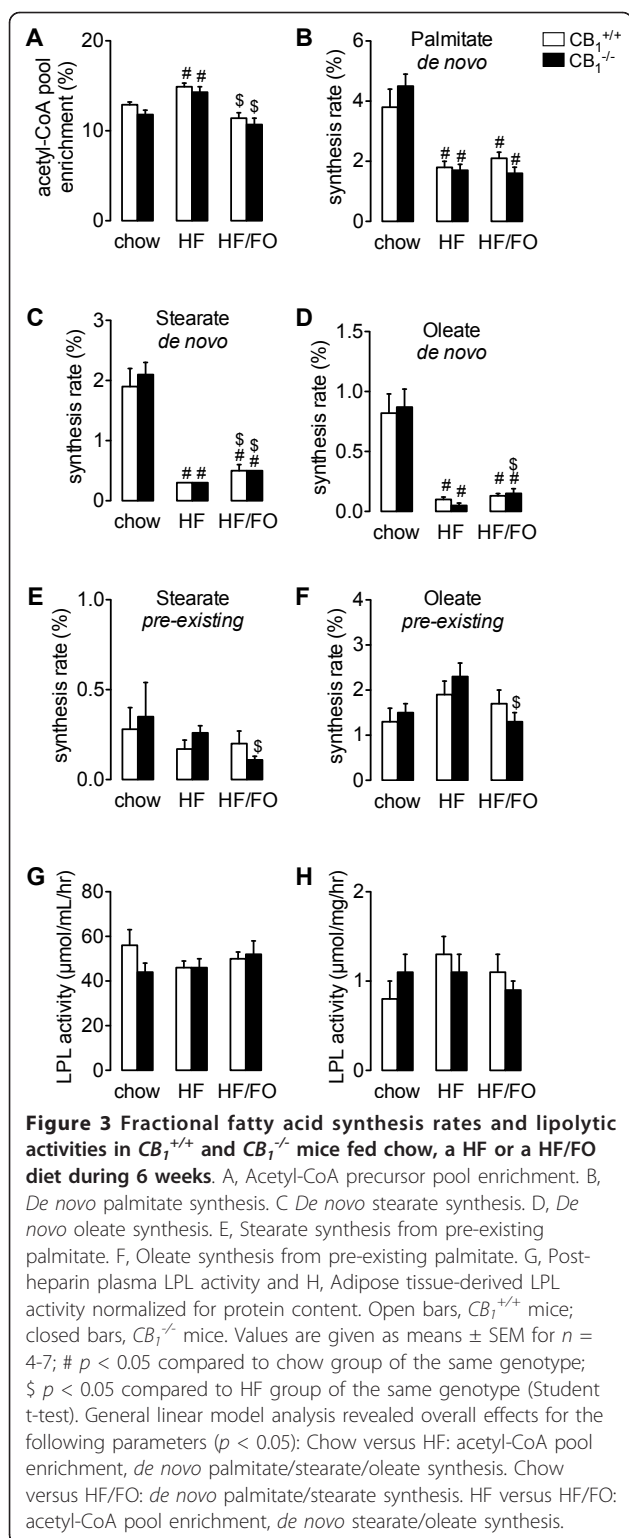 A
acetyl-CoA pool
enrichment (%)
20
15
10
5
0
# #
$ $
chow HF HF/FO
B
Palmitate
de novo
CB₁⁺/⁺
CB₁⁻/⁻
synthesis rate (%)
6
4
2
0
# #
# #
chow HF HF/FO
C
Stearate
de novo
synthesis rate (%)
3
2
1
0
# #
$ $
# #
chow HF HF/FO
D
Oleate
de novo
synthesis rate (%)
1.5
1.0
0.5
0.0
# #
$
# #
chow HF HF/FO
E
Stearate
pre-existing
synthesis rate (%)
1.0
0.5
0.0
$
chow HF HF/FO
F
Oleate
pre-existing
synthesis rate (%)
4
3
2
1
0
$
chow HF HF/FO
G
LPL activity (µmol/mL/hr)
80
60
40
20
0
chow HF HF/FO
H
LPL activity (µmol/mg/hr)
2
1
0
chow HF HF/FO
Figure 3 Fractional fatty acid synthesis rates and lipolytic
activities in CB₁⁺/⁺ and CB₁⁻/⁻ mice fed chow, a HF or a HF/FO
diet during 6 weeks. A, Acetyl-CoA precursor pool enrichment. B,
De novo palmitate synthesis. C De novo stearate synthesis. D, De
novo oleate synthesis. E, Stearate synthesis from pre-existing
palmitate. F, Oleate synthesis from pre-existing palmitate. G, Post-
heparin plasma LPL activity and H, Adipose tissue-derived LPL
activity normalized for protein content. Open bars, CB₁⁺/⁺ mice;
closed bars, CB₁⁻/⁻ mice. Values are given as means ± SEM for n =
4-7; # p < 0.05 compared to chow group of the same genotype;
$ p < 0.05 compared to HF group of the same genotype (Student
t-test). General linear model analysis revealed overall effects for the
following parameters (p < 0.05): Chow versus HF: acetyl-CoA pool
enrichment, de novo palmitate/stearate/oleate synthesis. Chow
versus HF/FO: de novo palmitate/stearate synthesis. HF versus HF/FO:
acetyl-CoA pool enrichment, de novo stearate/oleate synthesis.